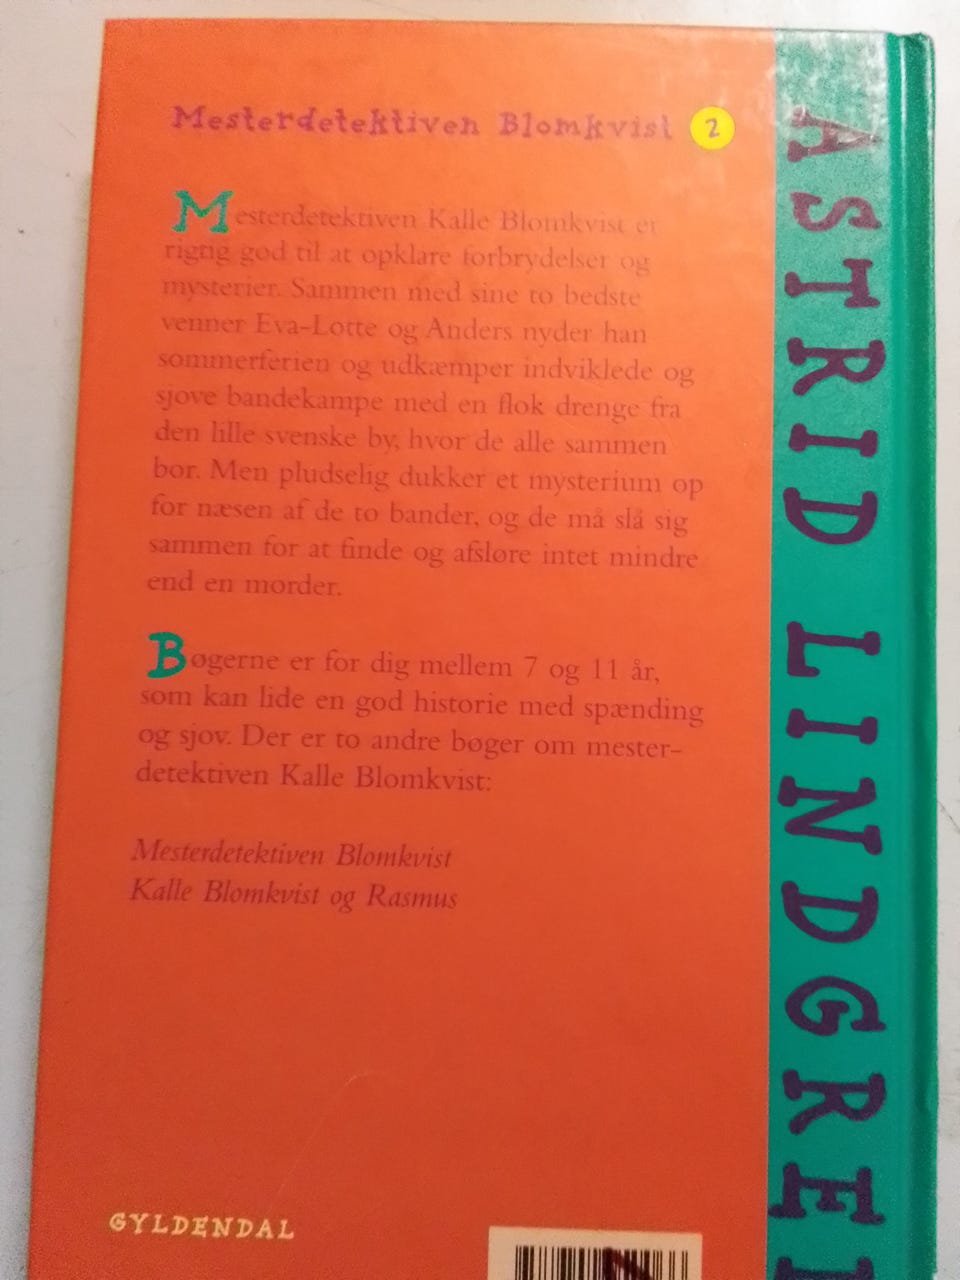 Mesterdetektiven Blomkvist 2
Mesterdetektiven Kalle Blomkvist er
rigtig god til at opklare forbrydelser og
mysterier. Sammen med sine to bedste
venner Eva-Lotte og Anders nyder han
sommerferien og udkæmper indviklede og
sjove bandekampe med en flok drenge fra
den lille svenske by, hvor de alle sammen
bor. Men pludselig dukker et mysterium op
for næsen af de to bander, og de må slå sig
sammen for at finde og afsløre intet mindre
end en morder.
Bøgerne er for dig mellem 7 og 11 år,
som kan lide en god historie med spænding
og sjov. Der er to andre bøger om mester-
detektiven Kalle Blomkvist:
Mesterdetektiven Blomkvist
Kalle Blomkvist og Rasmus
GYLDENDAL
ASTRID LINDGRE